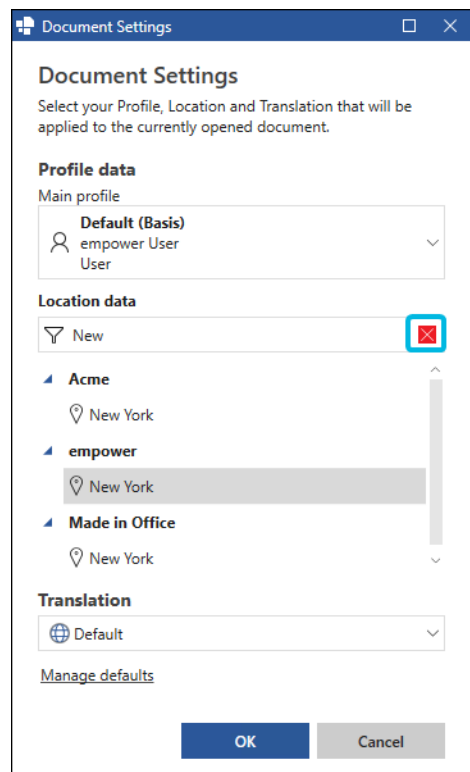 Document Settings
Document Settings
Select your Profile, Location and Translation that will be
applied to the currently opened document.
Profile data
Main profile
Default (Basis)
empower User
User
Location data
New
Acme
New York
empower
New York
Made in Office
New York
Translation
Default
Manage defaults
OK
Cancel